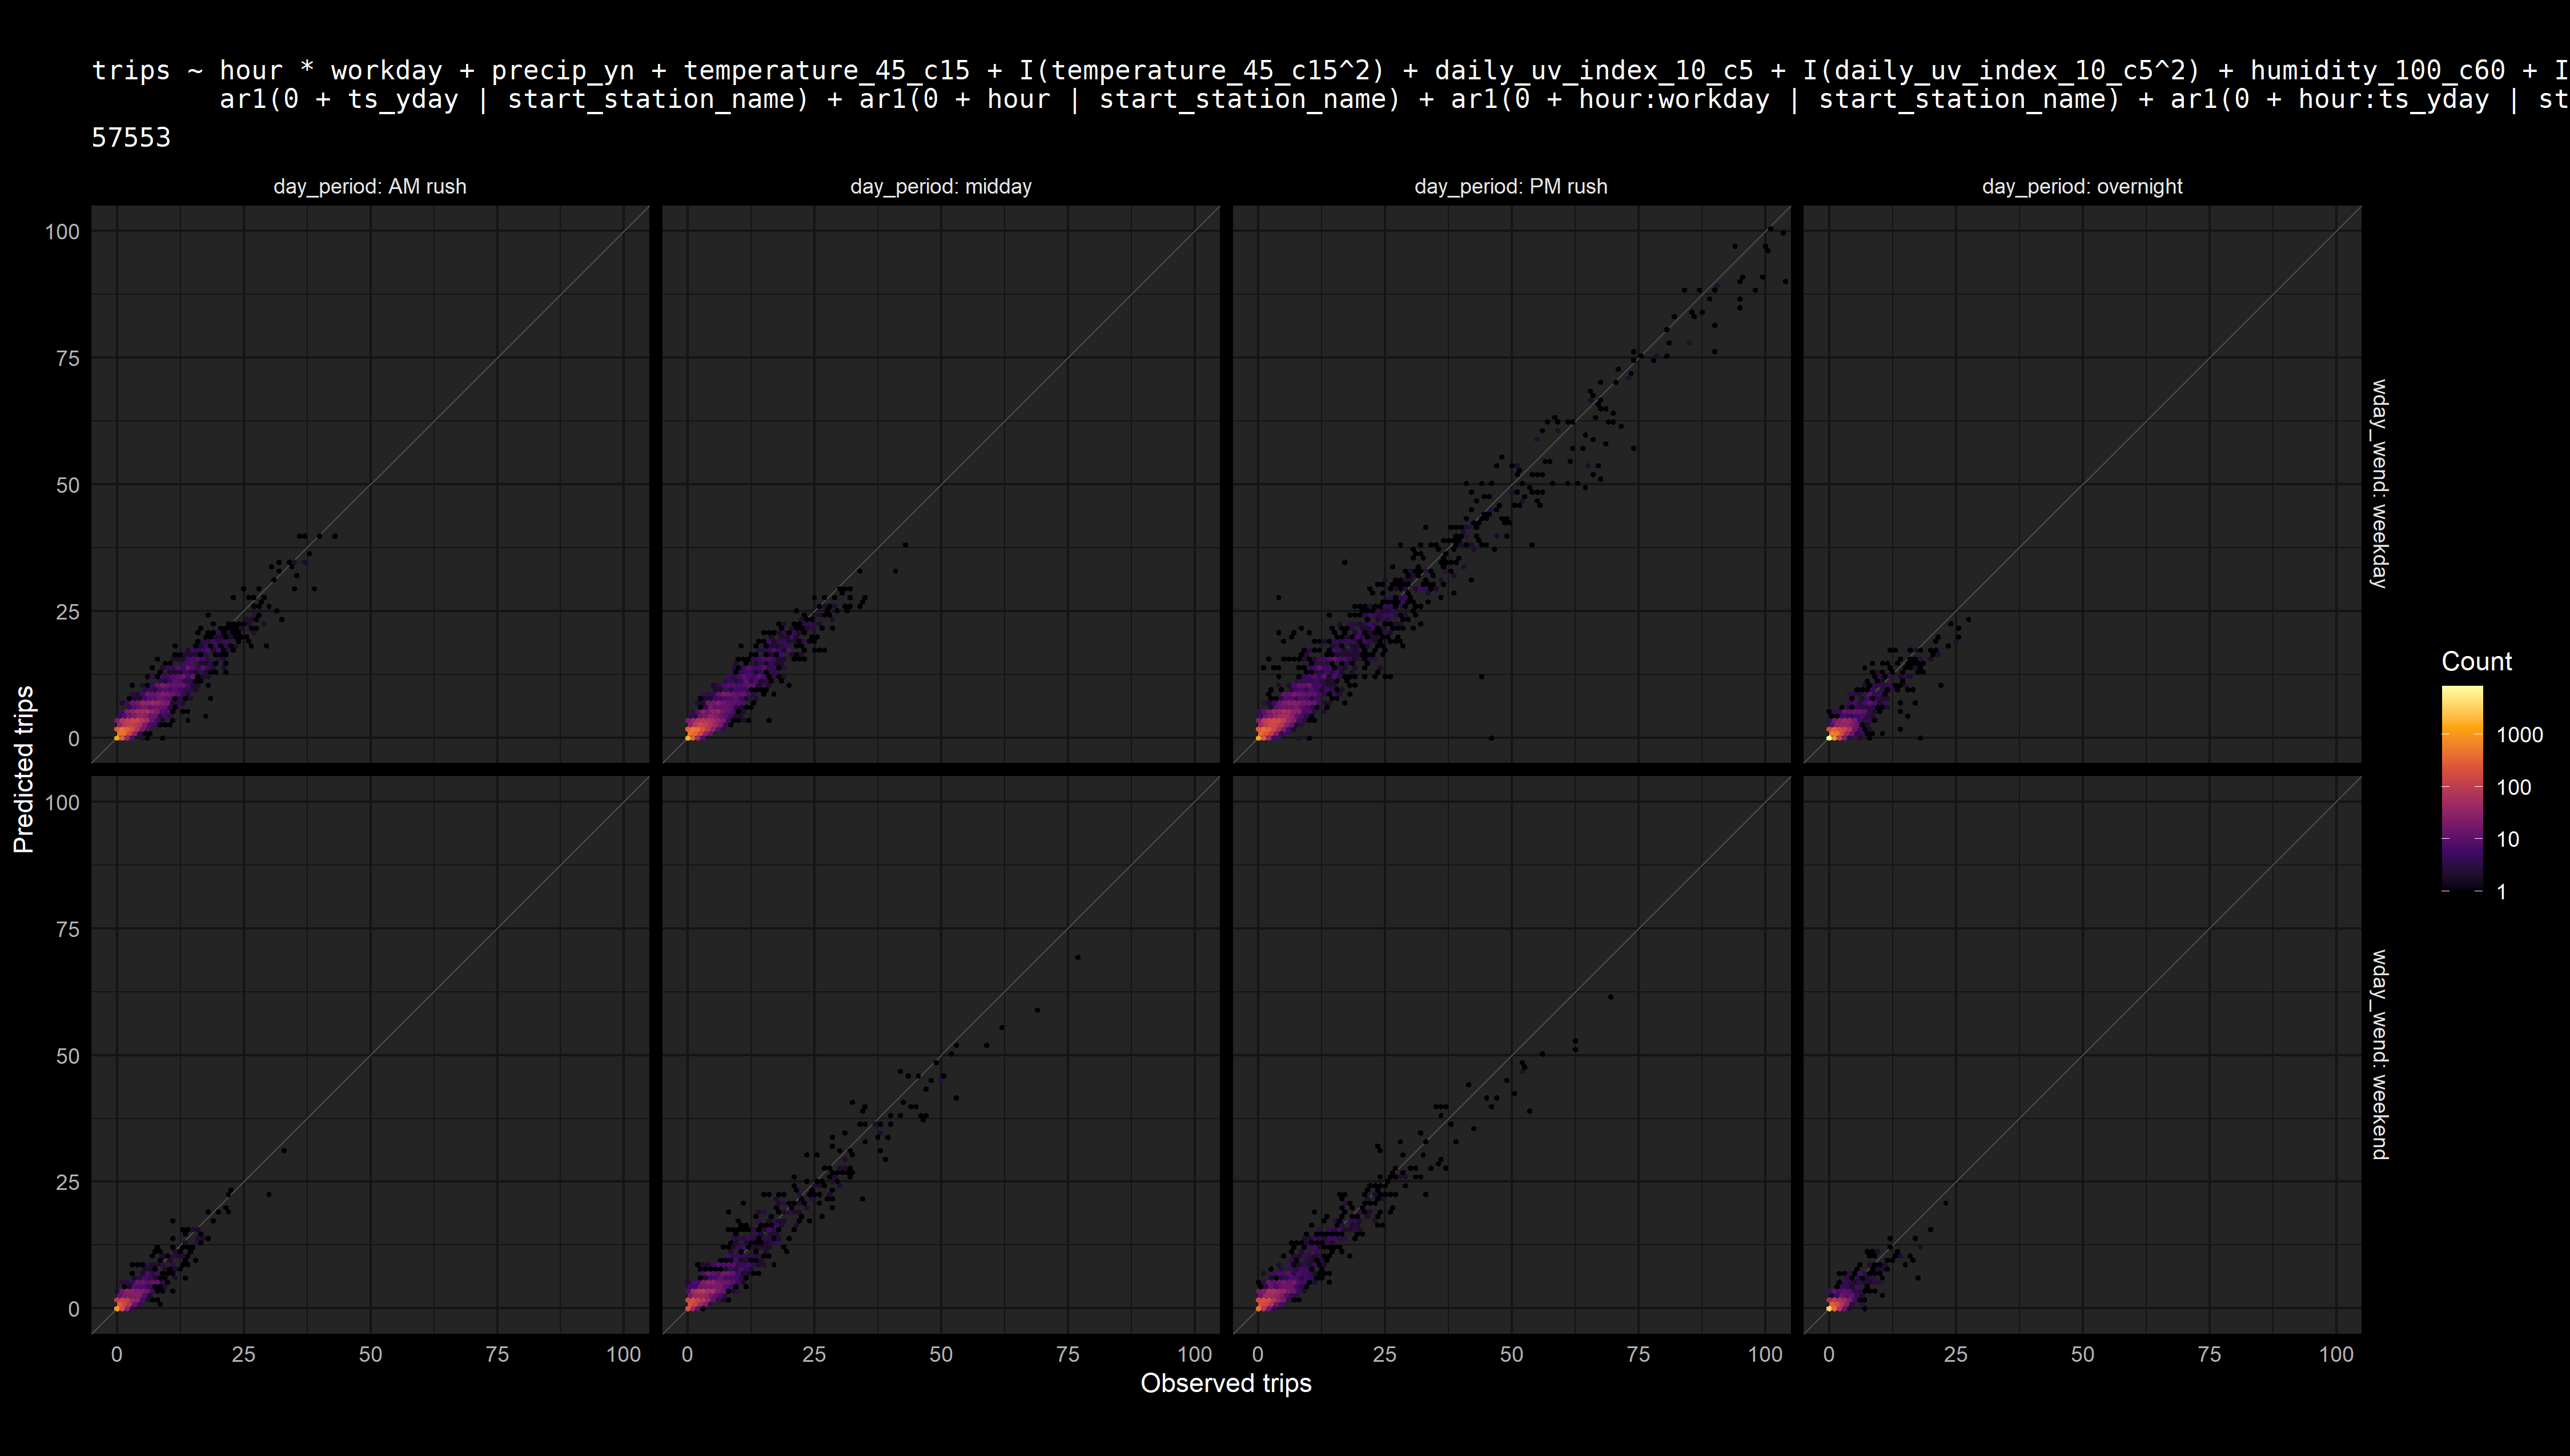 trips ~ hour * workday + precip_yn + temperature_45_c15 + I(temperature_45_c15^2) + daily_uv_index_10_c5 + I(daily_uv_index_10_c5^2) + humidity_100_c60 + I
ar1(0 + ts_yday | start_station_name) + ar1(0 + hour | start_station_name) + ar1(0 + hour:workday | start_station_name) + ar1(0 + hour:ts_yday | st
57553
day_period: AM rush day_period: midday day_period: PM rush day_period: overnight
100
75
50
25
0
wday_wend: weekday
Predicted trips
100
75
50
25
0
wday_wend: weekend
0 25 50 75 100 0 25 50 75 100 0 25 50 75 100 0 25 50 75 100
Observed trips
Count
1000
100
10
1